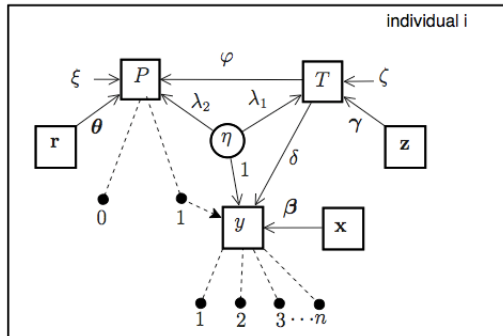 individual i
ξ P φ T ζ
λ₂ λ₁
r θ η γ z
1 δ
0 1 y β x
1 2 3 ···n